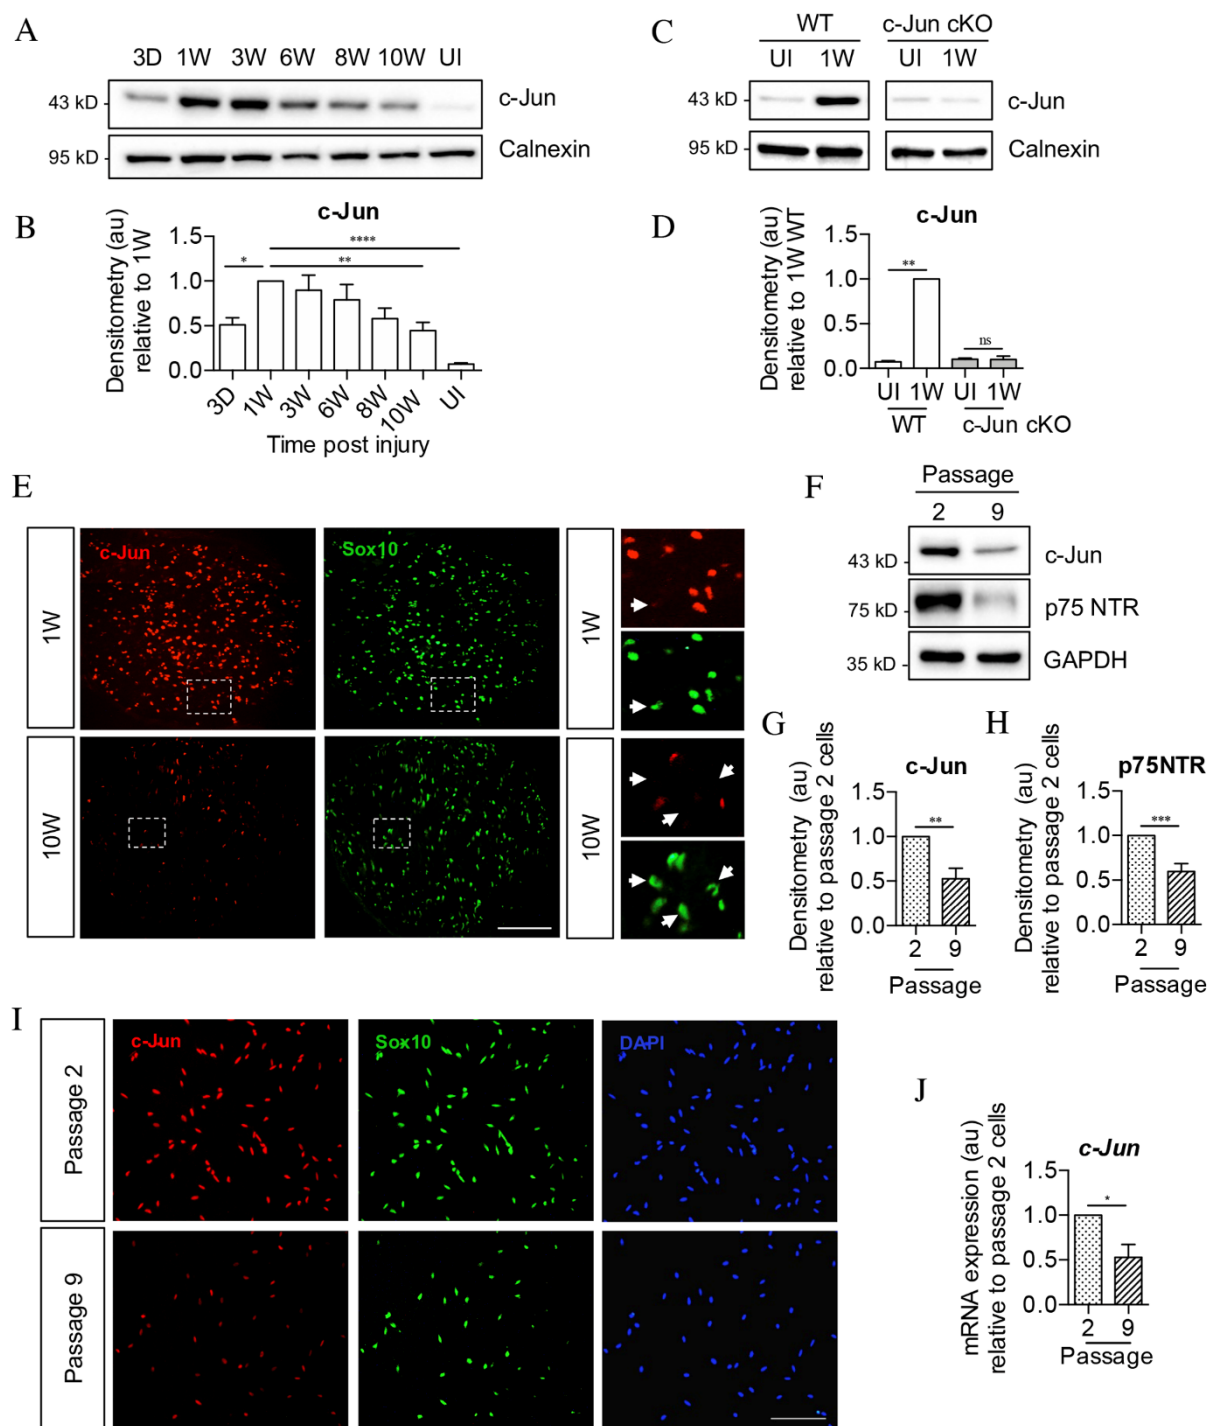 A
3D 1W 3W 6W 8W 10W UI
43 kD
c-Jun
95 kD
Calnexin
B
c-Jun
Densitometry (au)
relative to 1W
1.5
1.0
0.5
0.0
*
**
****
3D 1W 3W 6W 8W 10W UI
Time post injury
C
WT c-Jun cKO
UI 1W UI 1W
43 kD
c-Jun
95 kD
Calnexin
D
c-Jun
Densitometry (au)
relative to 1W WT
1.5
1.0
0.5
0.0
**
ns
UI 1W UI 1W
WT c-Jun cKO
E
1W
c-Jun
Sox10
1W
10W
10W
F
Passage
2 9
43 kD
c-Jun
75 kD
p75 NTR
35 kD
GAPDH
G
c-Jun
Densitometry (au)
relative to passage 2 cells
1.5
1.0
0.5
0.0
**
2 9
Passage
H
p75NTR
Densitometry (au)
relative to passage 2 cells
1.5
1.0
0.5
0.0
***
2 9
Passage
I
Passage 2
c-Jun
Sox10
DAPI
Passage 9
J
c-Jun
mRNA expression (au)
relative to passage 2 cells
1.5
1.0
0.5
0.0
*
2 9
Passage